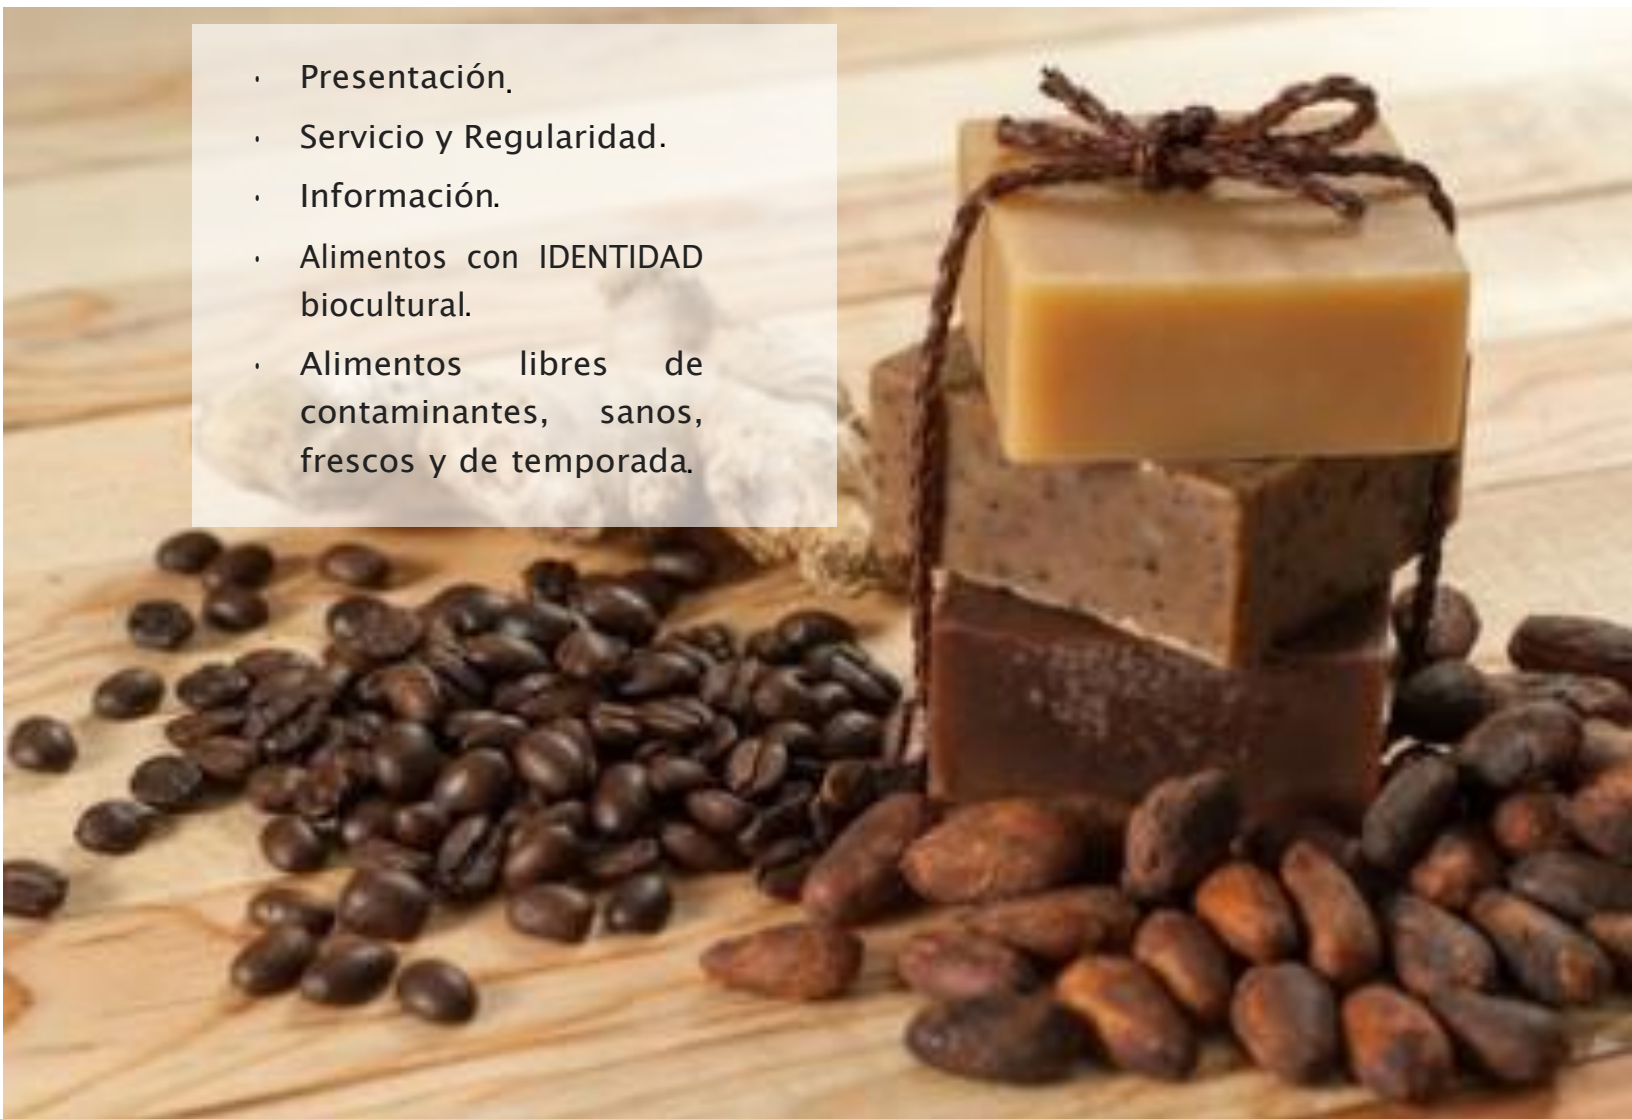 · Presentación.
· Servicio y Regularidad.
· Información.
· Alimentos con IDENTIDAD
biocultural.
· Alimentos libres de
contaminantes, sanos,
frescos y de temporada.